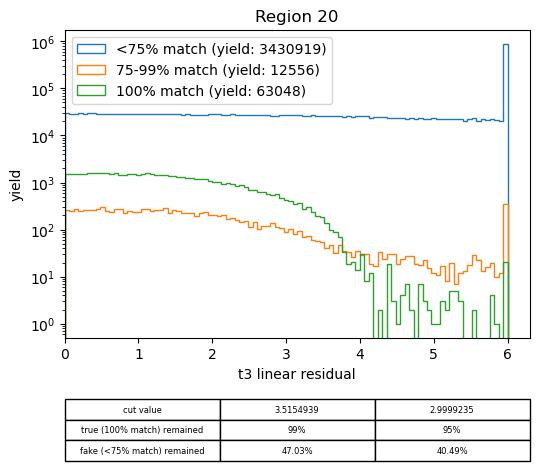 Region 20
<75% match (yield: 3430919)
75-99% match (yield: 12556)
100% match (yield: 63048)
yield
10⁶
10⁵
10⁴
10³
10²
10¹
10⁰
0 1 2 3 4 5 6
t3 linear residual
cut value 3.5154939 2.9999235
true (100% match) remained 99% 95%
fake (<75% match) remained 47.03% 40.49%